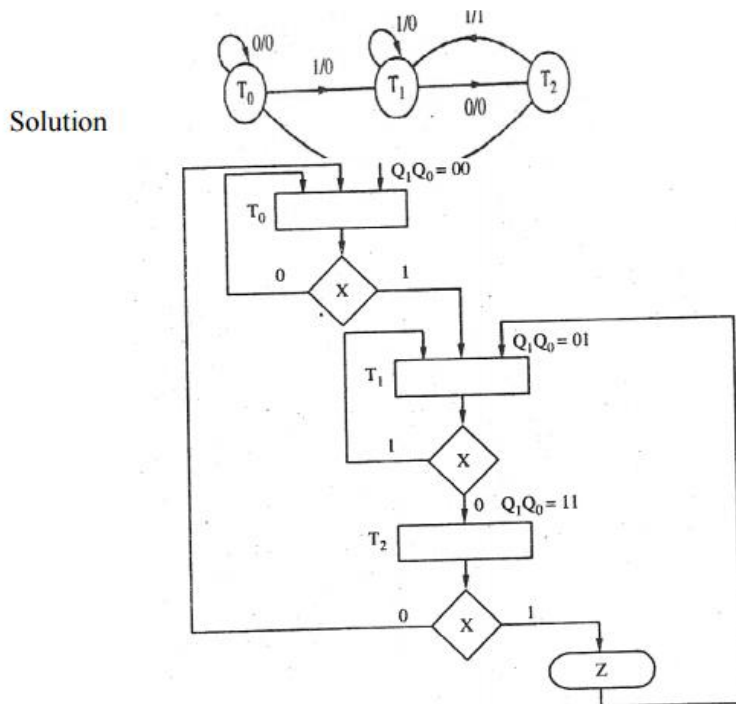 1/1
0/0
1/0
1/0
T₀
T₁
T₂
0/0
Solution
Q₁Q₀ = 00
T₀
0
X
1
Q₁Q₀ = 01
T₁
1
X
0
Q₁Q₀ = 11
T₂
0
X
1
Z